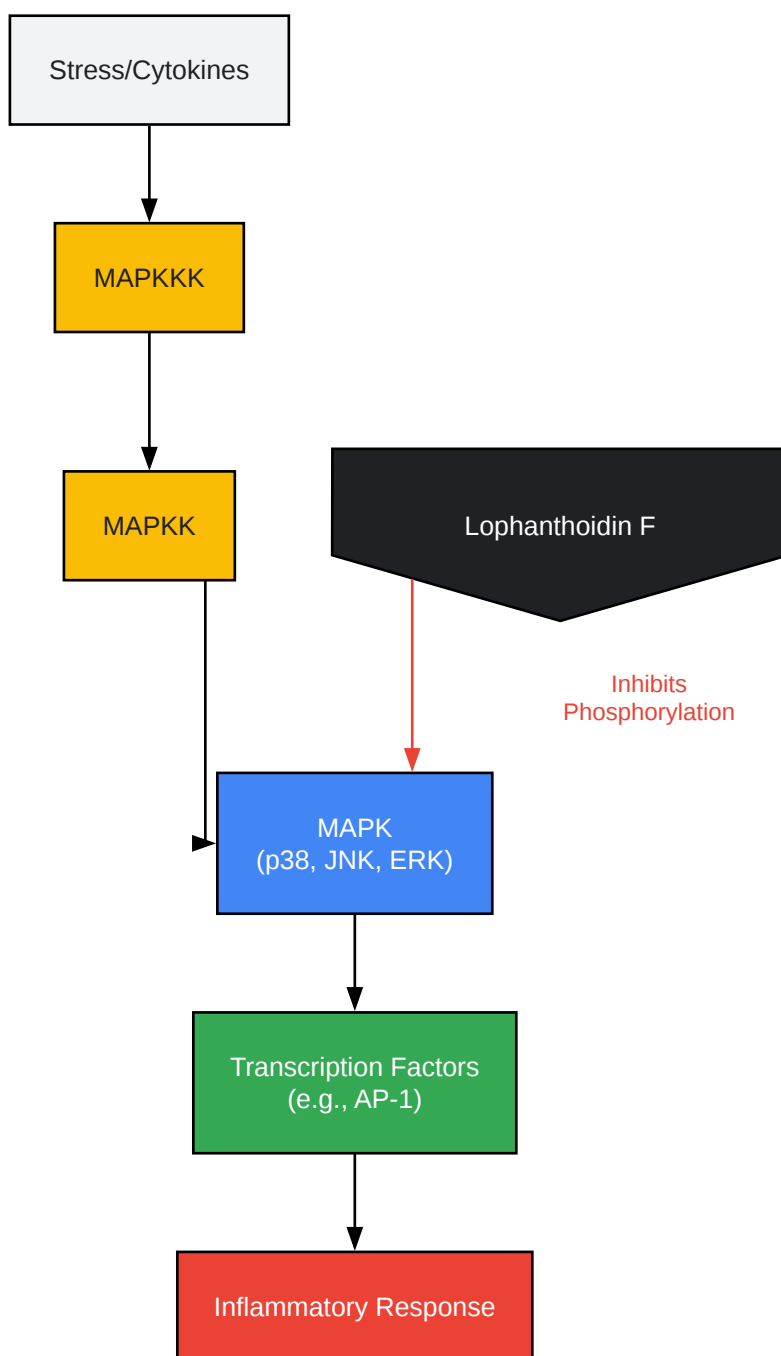 Stress/Cytokines
MAPKKK
MAPKK
Lophanthoidin F
Inhibits
Phosphorylation
MAPK
(p38, JNK, ERK)
Transcription Factors
(e.g., AP-1)
Inflammatory Response